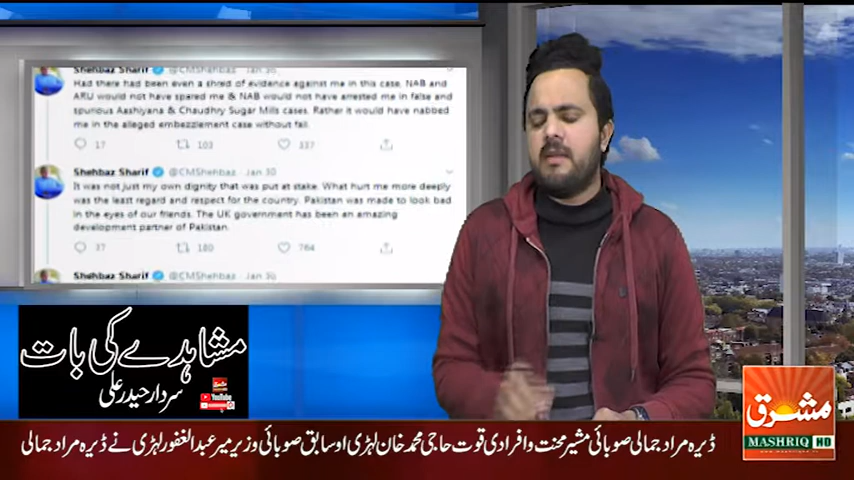 Shehbaz Sharif @CMShehbaz . Jan 30
Had there had been even a shred of evidence against me in this case, NAB and
ARU would not have spared me & NAB would not have arrested me in false and
spurious Aashiyana & Chaudhry Sugar Mills cases. Rather it would have nabbed
me in the alleged embezzlement case without fail.
17 103 337
Shehbaz Sharif @CMShehbaz . Jan 30
It was not just my own dignity that was put at stake. What hurt me more deeply
was the least regard and respect for the country. Pakistan was made to look bad
in the eyes of our friends. The UK government has been an amazing
development partner of Pakistan.
37 180 764
Shehbaz Sharif @CMShehbaz . Jan 30
مشاہدے کی بات
سردار حیدر علی
YouTube
مشرق
MASHRIQ HD
ڈیرہ مراد جمالی صوبائی مشیر محنت و افرادی قوت حاجی محمد خان لہڑی او سابق صوبائی وزیر میر عبدالغفور لہڑی نے ڈیرہ مراد جمالی